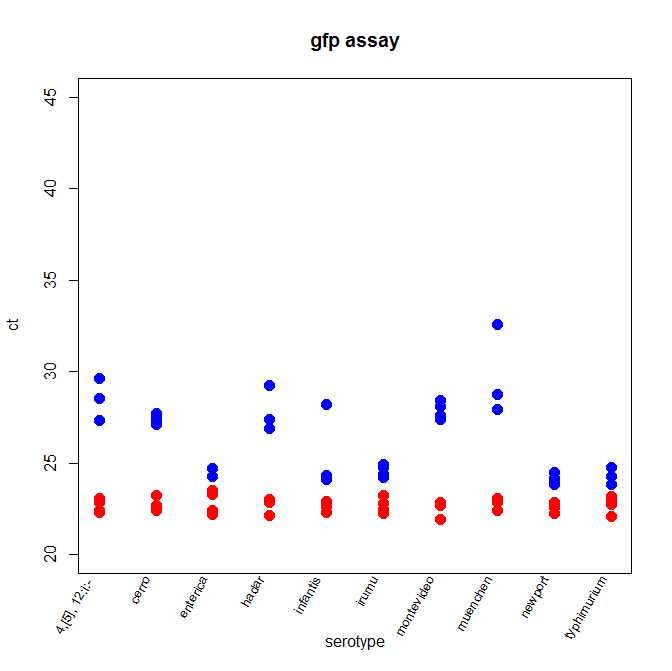 gfp assay
45
40
35
30
25
20
ct
4,[5], 12:i:-
cerro
enterica
hadar
infantis
irumu
montevideo
muenchen
newport
typhimurium
serotype